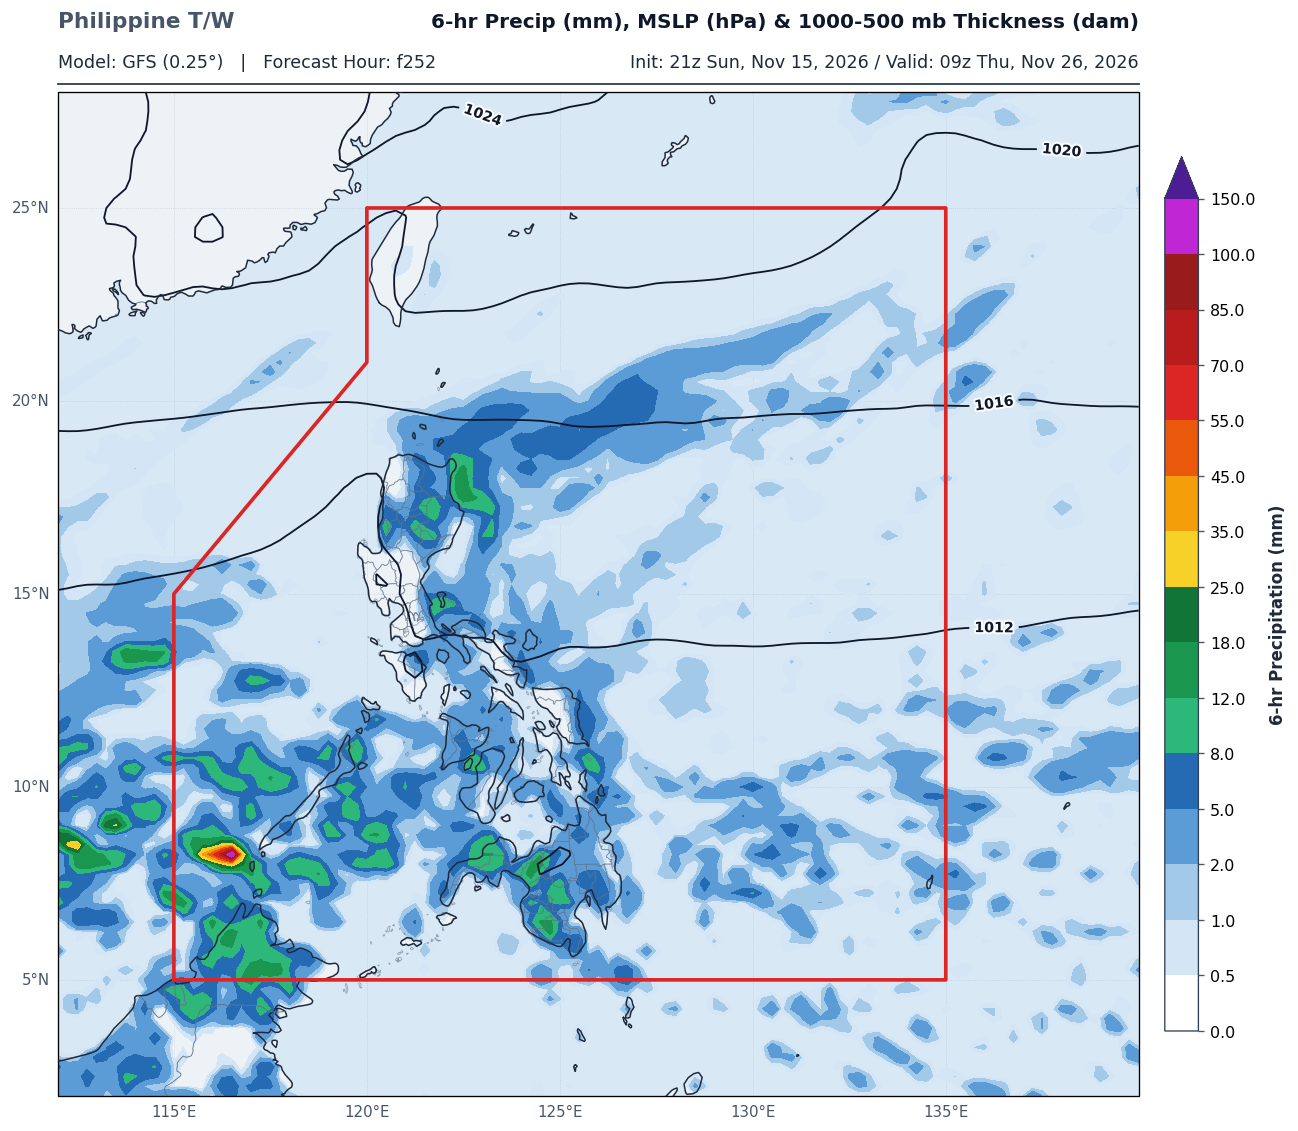 Philippine T/W
6-hr Precip (mm), MSLP (hPa) & 1000-500 mb Thickness (dam)
Model: GFS (0.25°) | Forecast Hour: f252
Init: 21z Sun, Nov 15, 2026 / Valid: 09z Thu, Nov 26, 2026
1024
1020
1016
1012
25°N
20°N
15°N
10°N
5°N
115°E
120°E
125°E
130°E
135°E
150.0
100.0
85.0
70.0
55.0
45.0
35.0
25.0
18.0
12.0
8.0
5.0
2.0
1.0
0.5
0.0
6-hr Precipitation (mm)